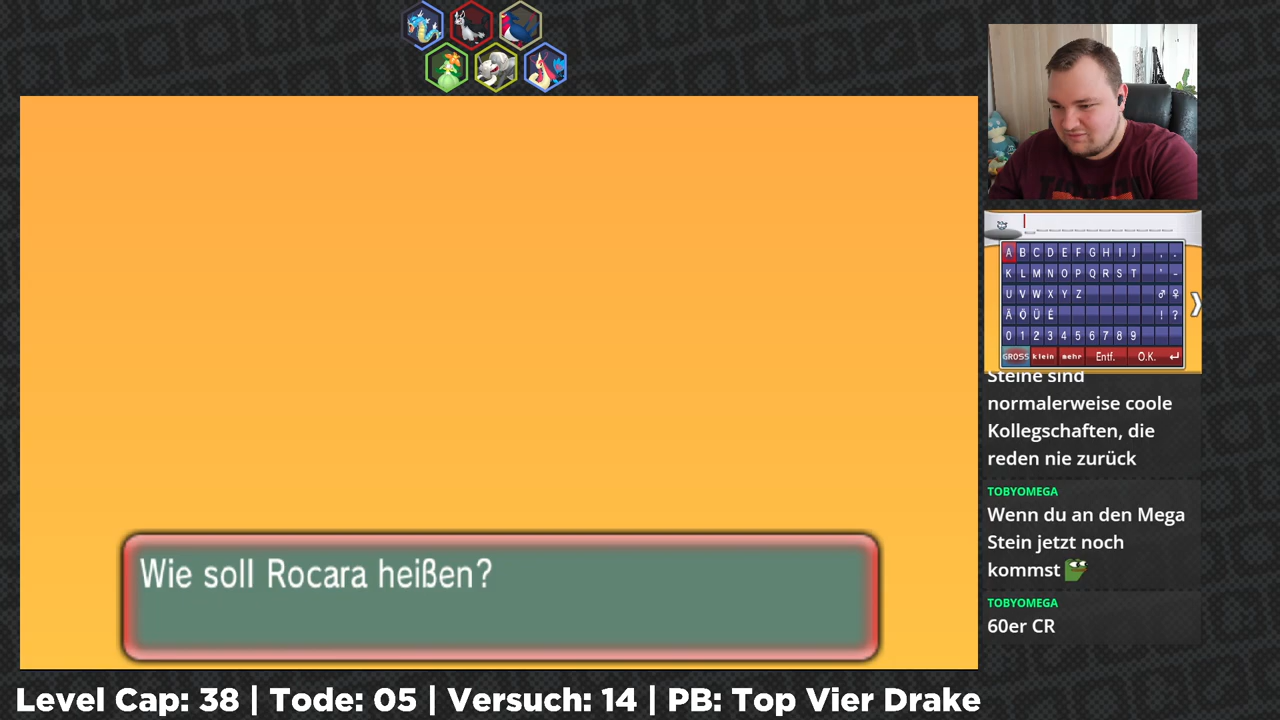 A B C D E F G H I J , .
K L M N O P Q R S T ' -
U V W X Y Z ♂ ♀
Ä Ö Ü É ! ?
0 1 2 3 4 5 6 7 8 9
GROSS klein mehr Entf. O.K.
Steine sind
normalerweise coole
Kollegschaften, die
reden nie zurück
TOBYOMEGA
Wenn du an den Mega
Stein jetzt noch
kommst
TOBYOMEGA
60er CR
Wie soll Rocara heißen?
Level Cap: 38 | Tode: 05 | Versuch: 14 | PB: Top Vier Drake